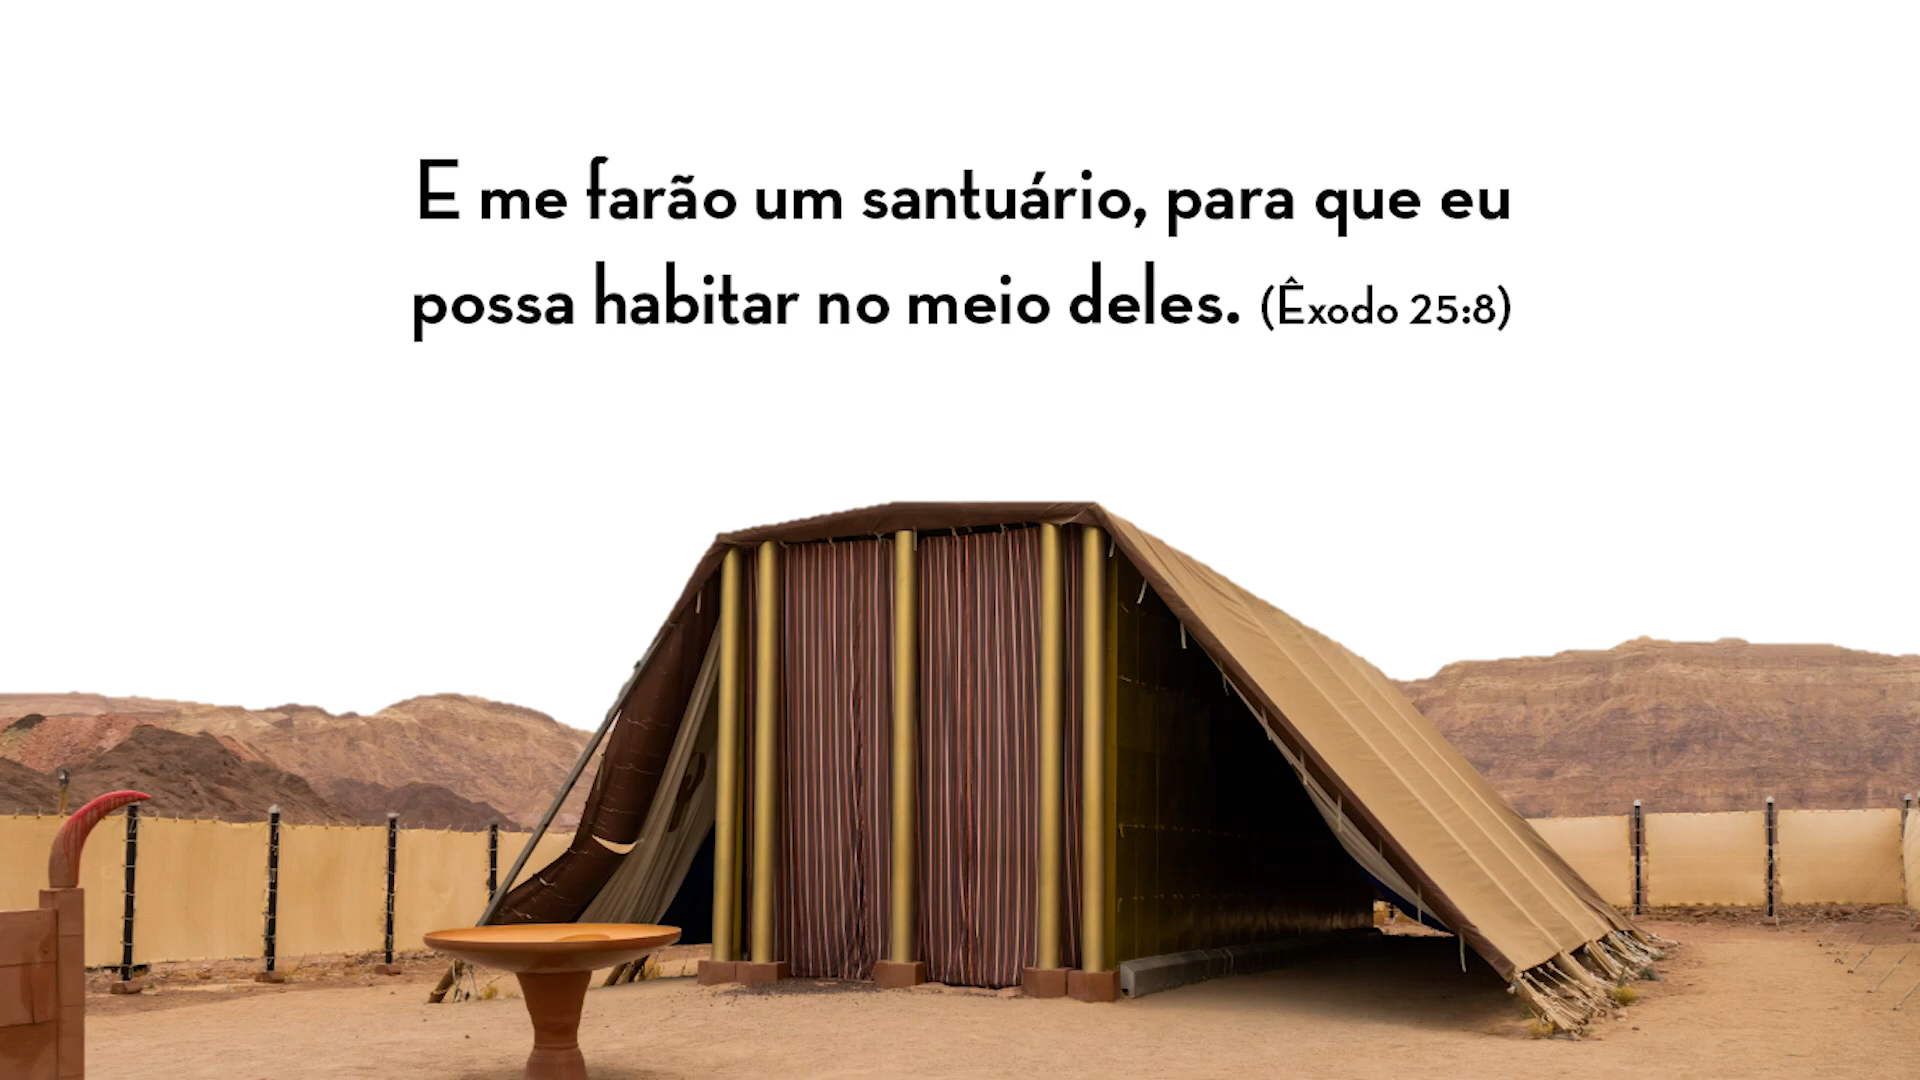 E me farão um santuário, para que eu
possa habitar no meio deles. (Êxodo 25:8)